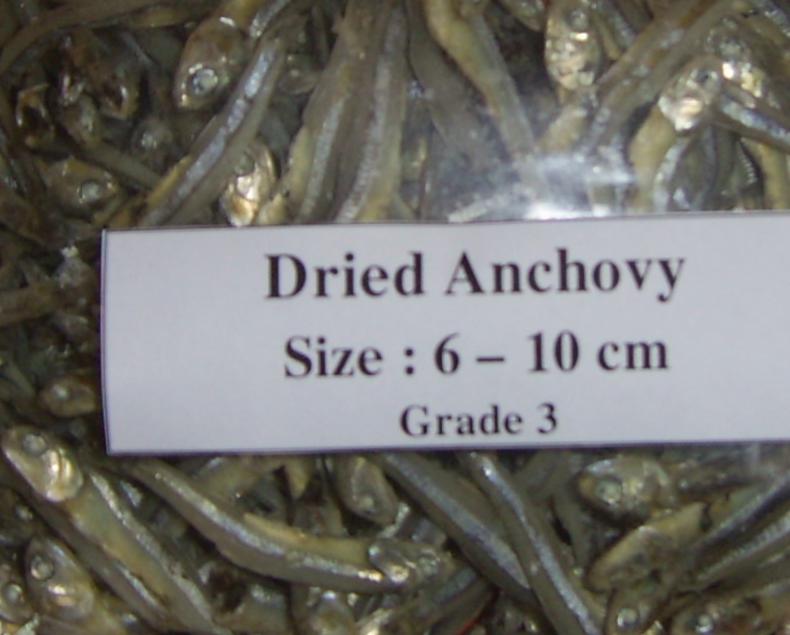 Dried Anchovy
Size : 6 – 10 cm
Grade 3